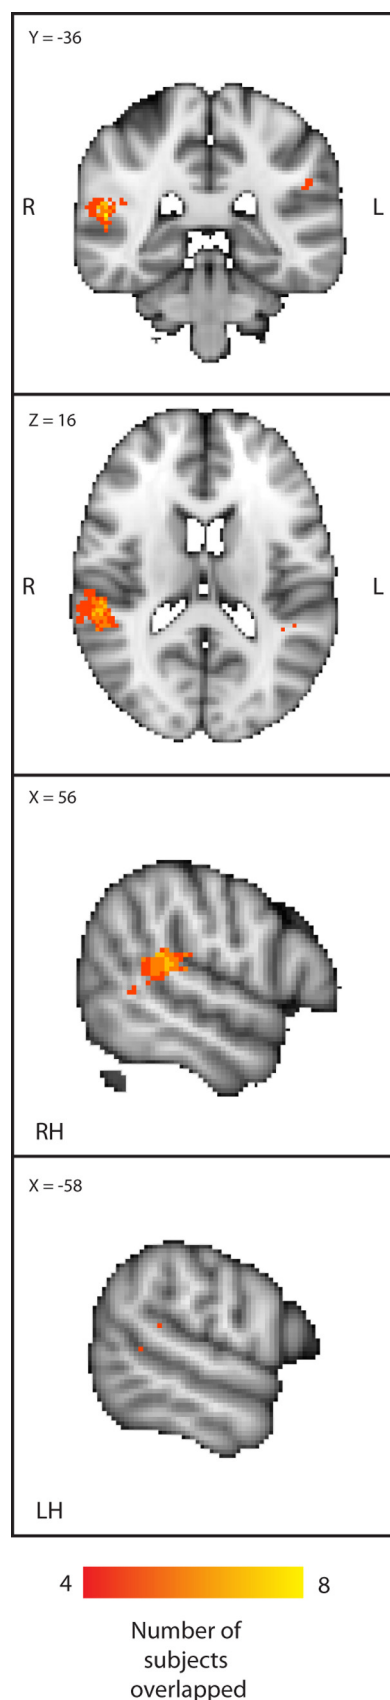 Y = -36
R
L
Z = 16
R
L
X = 56
RH
X = -58
LH
4
8
Number of
subjects
overlapped